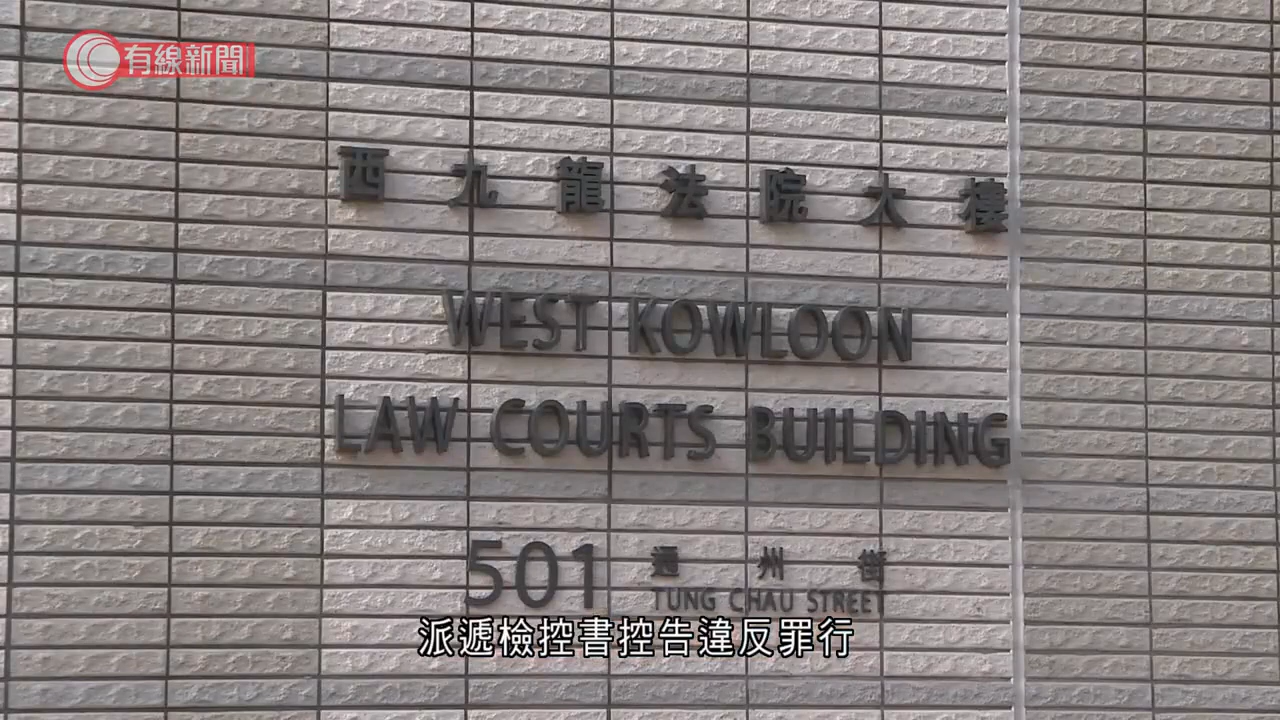 有線新聞
西九龍法院大樓
WEST KOWLOON
LAW COURTS BUILDING
501 通州街
TUNG CHAU STREET
派遞檢控書控告違反罪行